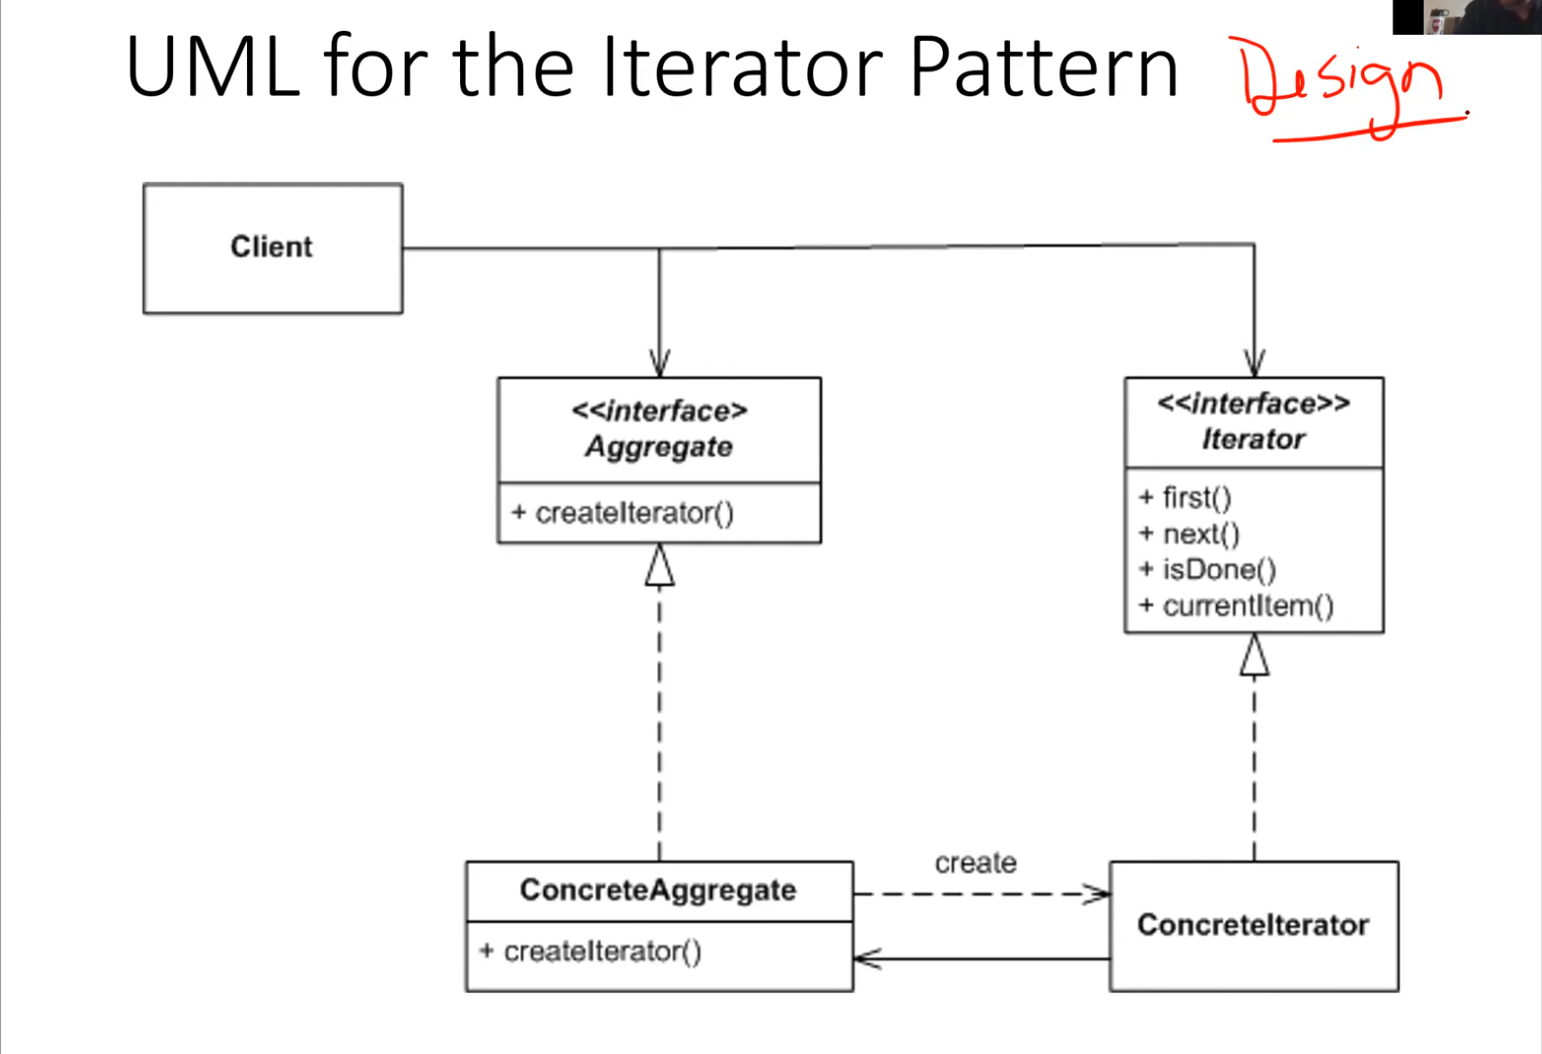 UML for the Iterator Pattern Design
Client
<<interface>
Aggregate
+ createIterator()
<<interface>>
Iterator
+ first()
+ next()
+ isDone()
+ currentItem()
ConcreteAggregate
+ createIterator()
create
ConcreteIterator